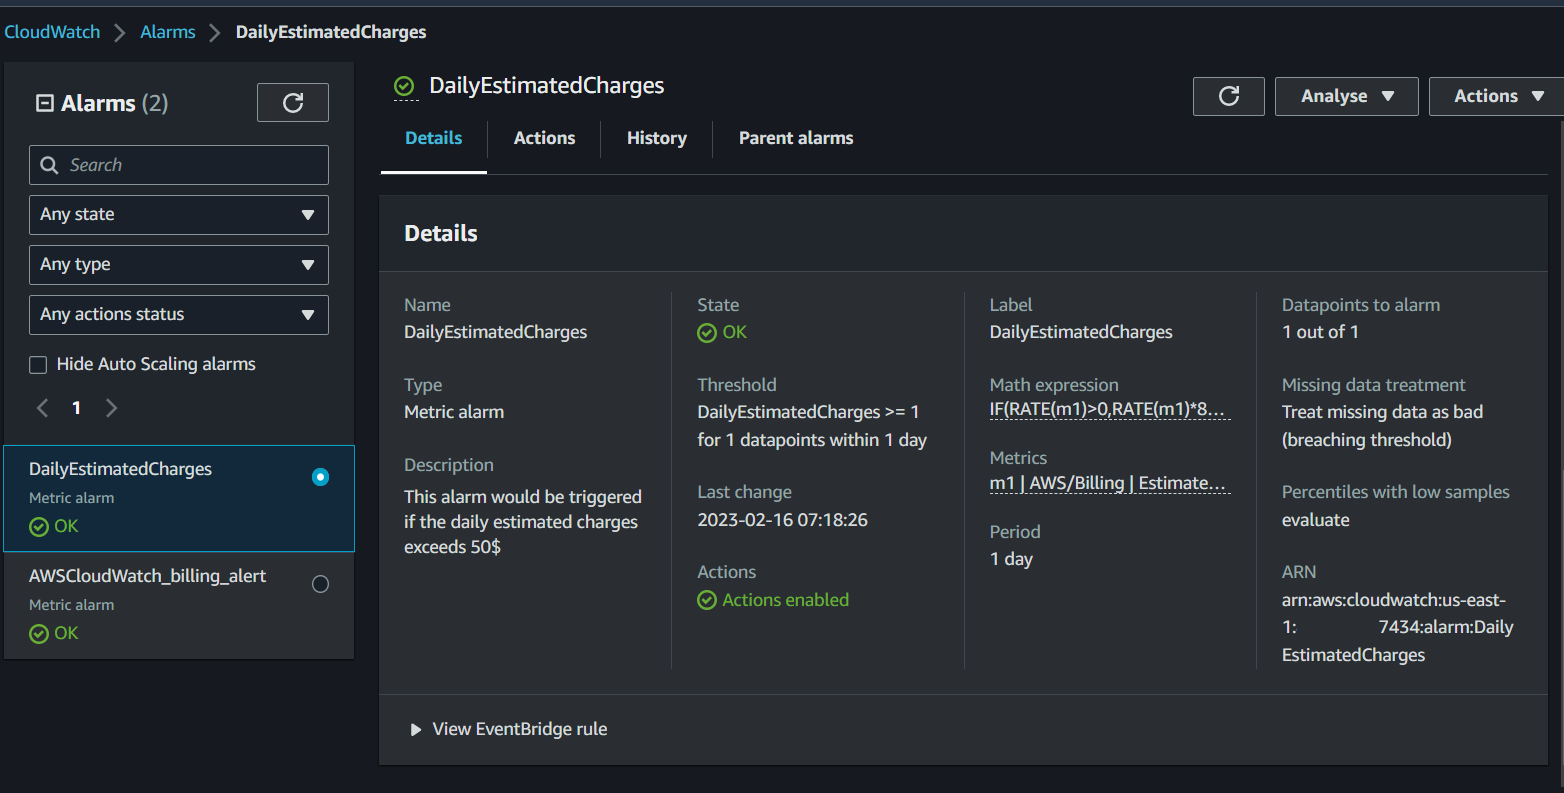 CloudWatch > Alarms > DailyEstimatedCharges
Alarms (2)
Search
Any state
Any type
Any actions status
Hide Auto Scaling alarms
1
DailyEstimatedCharges
Metric alarm
OK
AWSCloudWatch_billing_alert
Metric alarm
OK
DailyEstimatedCharges
Analyse
Actions
Details
Actions
History
Parent alarms
Details
Name
DailyEstimatedCharges
Type
Metric alarm
Description
This alarm would be triggered
if the daily estimated charges
exceeds 50$
State
OK
Threshold
DailyEstimatedCharges >= 1
for 1 datapoints within 1 day
Last change
2023-02-16 07:18:26
Actions
Actions enabled
Label
DailyEstimatedCharges
Math expression
IF(RATE(m1)>0,RATE(m1)*8...
Metrics
m1 | AWS/Billing | Estimate...
Period
1 day
Datapoints to alarm
1 out of 1
Missing data treatment
Treat missing data as bad
(breaching threshold)
Percentiles with low samples
evaluate
ARN
arn:aws:cloudwatch:us-east-
1: 7434:alarm:Daily
EstimatedCharges
View EventBridge rule